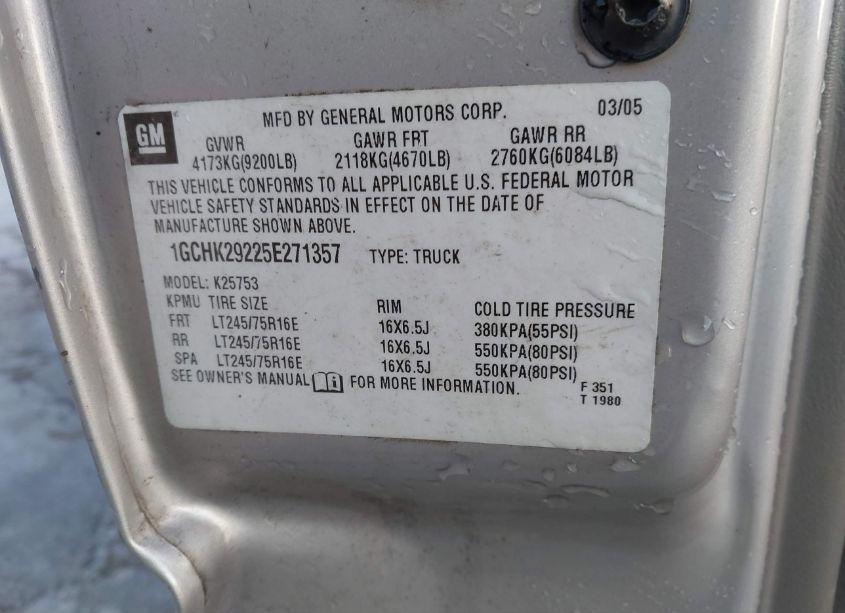 MFD BY GENERAL MOTORS CORP. 03/05
GM
GVWR GAWR FRT GAWR RR
4173KG(9200LB) 2118KG(4670LB) 2760KG(6084LB)
THIS VEHICLE CONFORMS TO ALL APPLICABLE U.S. FEDERAL MOTOR
VEHICLE SAFETY STANDARDS IN EFFECT ON THE DATE OF
MANUFACTURE SHOWN ABOVE.
1GCHK29225E271357 TYPE: TRUCK
MODEL: K25753
KPMU TIRE SIZE RIM COLD TIRE PRESSURE
FRT LT245/75R16E 16X6.5J 380KPA(55PSI)
RR LT245/75R16E 16X6.5J 550KPA(80PSI)
SPA LT245/75R16E 16X6.5J 550KPA(80PSI)
SEE OWNER'S MANUAL i FOR MORE INFORMATION.
F 351
T 1980